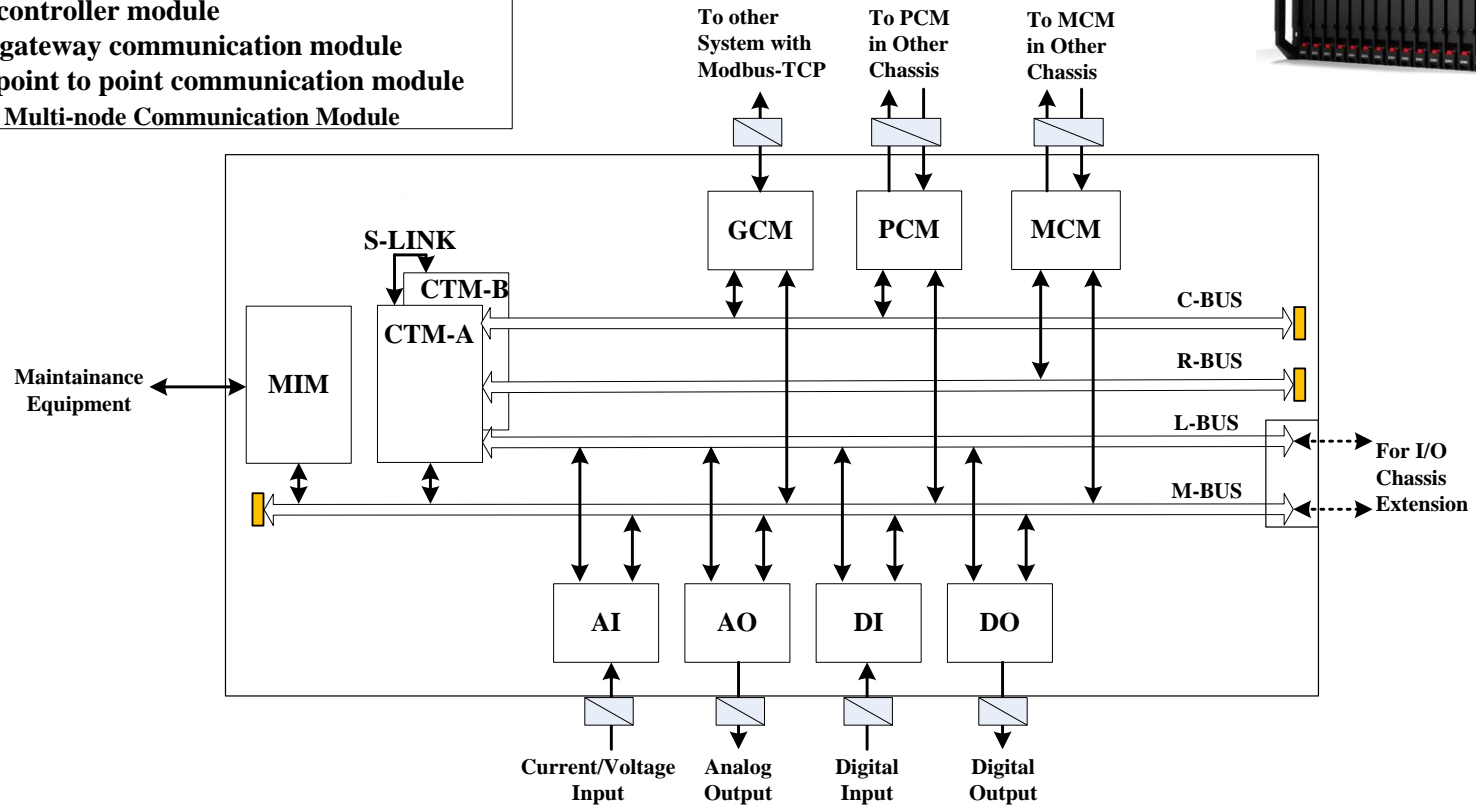 controller module
gateway communication module
point to point communication module
Multi-node Communication Module
To other
System with
Modbus-TCP
To PCM
in Other
Chassis
To MCM
in Other
Chassis
GCM
PCM
MCM
S-LINK
CTM-B
CTM-A
MIM
Maintainance
Equipment
C-BUS
R-BUS
L-BUS
M-BUS
For I/O
Chassis
Extension
AI
AO
DI
DO
Current/Voltage
Input
Analog
Output
Digital
Input
Digital
Output